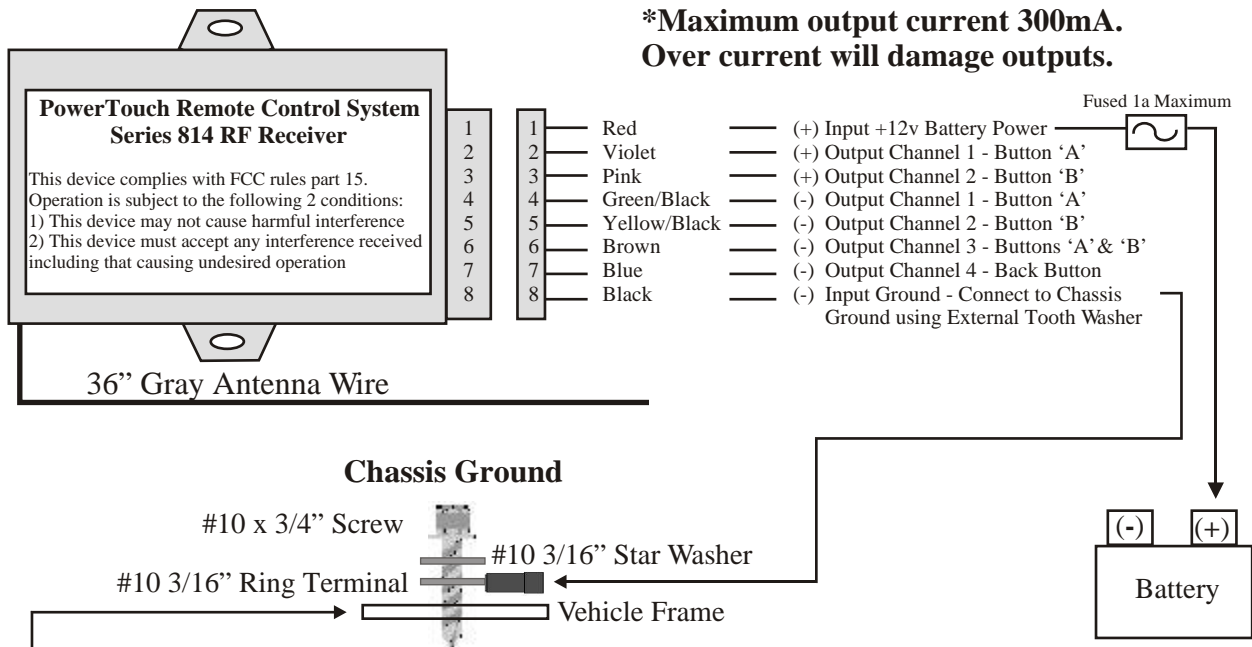 *Maximum output current 300mA.
Over current will damage outputs.
PowerTouch Remote Control System
Series 814 RF Receiver
This device complies with FCC rules part 15.
Operation is subject to the following 2 conditions:
1) This device may not cause harmful interference
2) This device must accept any interference received
including that causing undesired operation
Fused 1a Maximum
1 1 Red (+) Input +12v Battery Power
2 2 Violet (+) Output Channel 1 - Button ‘A’
3 3 Pink (+) Output Channel 2 - Button ‘B’
4 4 Green/Black (-) Output Channel 1 - Button ‘A’
5 5 Yellow/Black (-) Output Channel 2 - Button ‘B’
6 6 Brown (-) Output Channel 3 - Buttons ‘A’ & ‘B’
7 7 Blue (-) Output Channel 4 - Back Button
8 8 Black (-) Input Ground - Connect to Chassis
Ground using External Tooth Washer
36” Gray Antenna Wire
Chassis Ground
#10 x 3/4” Screw
#10 3/16” Star Washer
#10 3/16” Ring Terminal
Vehicle Frame
(-) (+)
Battery